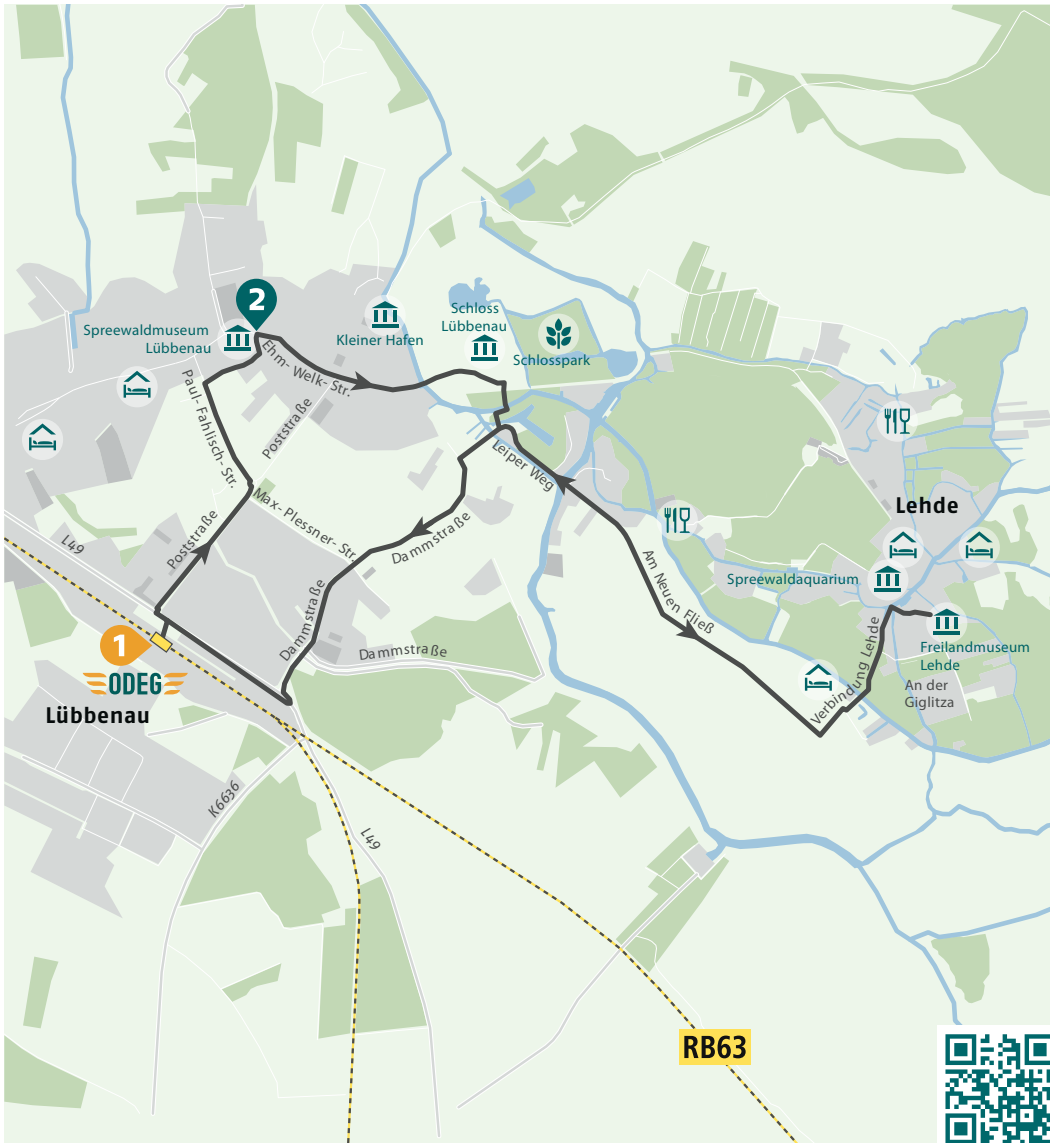 2
Spreewaldmuseum
Lübbenau
Kleiner Hafen
Schloss
Lübbenau
Schlosspark
Ehm-Welk-Str.
Paul-Fahlisch-Str.
Poststraße
Leiper Weg
Max-Plessner-Str.
Lehde
L49
Poststraße
Dammstraße
Am Neuen Fließ
Spreewaldaquarium
1
ODEG
Lübbenau
Dammstraße
Dammstraße
Verbindung Lehde
Freilandmuseum
Lehde
An der
Giglitza
K6636
L49
RB63